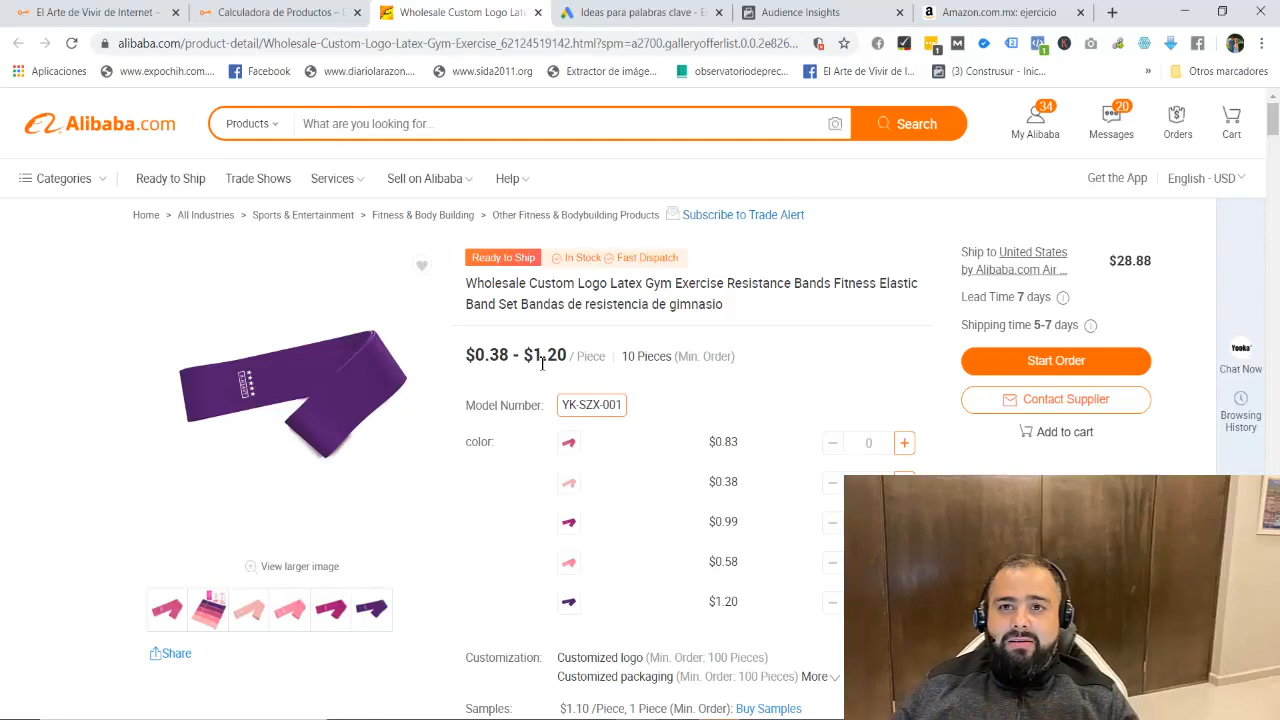 El Arte de Vivir de Internet –
Calculadora de Productos – E
Wholesale Custom Logo Late
Ideas para palabras clave - Ec
Audience Insights
Amazon.com.mx: ejercicio
alibaba.com/product-detail/Wholesale-Custom-Logo-Latex-Gym-Exercise_62124519142.html?spm=a2700.galleryofferlist.0.0.2e826...
Aplicaciones
www.expochih.com/...
Facebook
www.diariolarazon...
www.sida2011.org
Extractor de imáge...
observatoriodeprec...
El Arte de Vivir de I...
(3) Construsur - Inic...
»
Otros marcadores
Alibaba.com
Products
What are you looking for...
Search
34
My Alibaba
20
Messages
Orders
Cart
Categories
Ready to Ship
Trade Shows
Services
Sell on Alibaba
Help
Get the App
English - USD
Home > All Industries > Sports & Entertainment > Fitness & Body Building > Other Fitness & Bodybuilding Products
Subscribe to Trade Alert
Ready to Ship
In Stock
Fast Dispatch
Wholesale Custom Logo Latex Gym Exercise Resistance Bands Fitness Elastic
Band Set Bandas de resistencia de gimnasio
$0.38 - $1.20 / Piece | 10 Pieces (Min. Order)
Model Number: YK-SZX-001
color:
$0.83
0
$0.38
$0.99
$0.58
$1.20
Customization: Customized logo (Min. Order: 100 Pieces)
Customized packaging (Min. Order: 100 Pieces) More
Samples: $1.10 /Piece, 1 Piece (Min. Order): Buy Samples
View larger image
Share
Ship to United States
by Alibaba.com Air ...
$28.88
Lead Time 7 days
Shipping time 5-7 days
Start Order
Contact Supplier
Add to cart
Yooka
Chat Now
Browsing
History